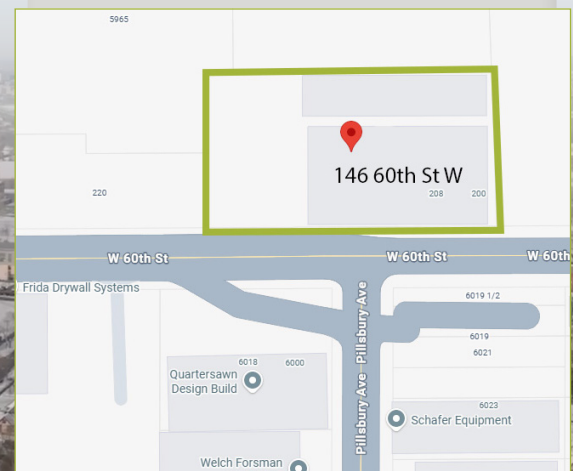 5965
146 60th St W
220
208
200
W 60th St
W 60th St
W 60th
Frida Drywall Systems
Pillsbury Ave
Pillsbury Ave
6019 1/2
6019
6021
6018
6000
Quartersawn
Design Build
6023
Schafer Equipment
Welch Forsman